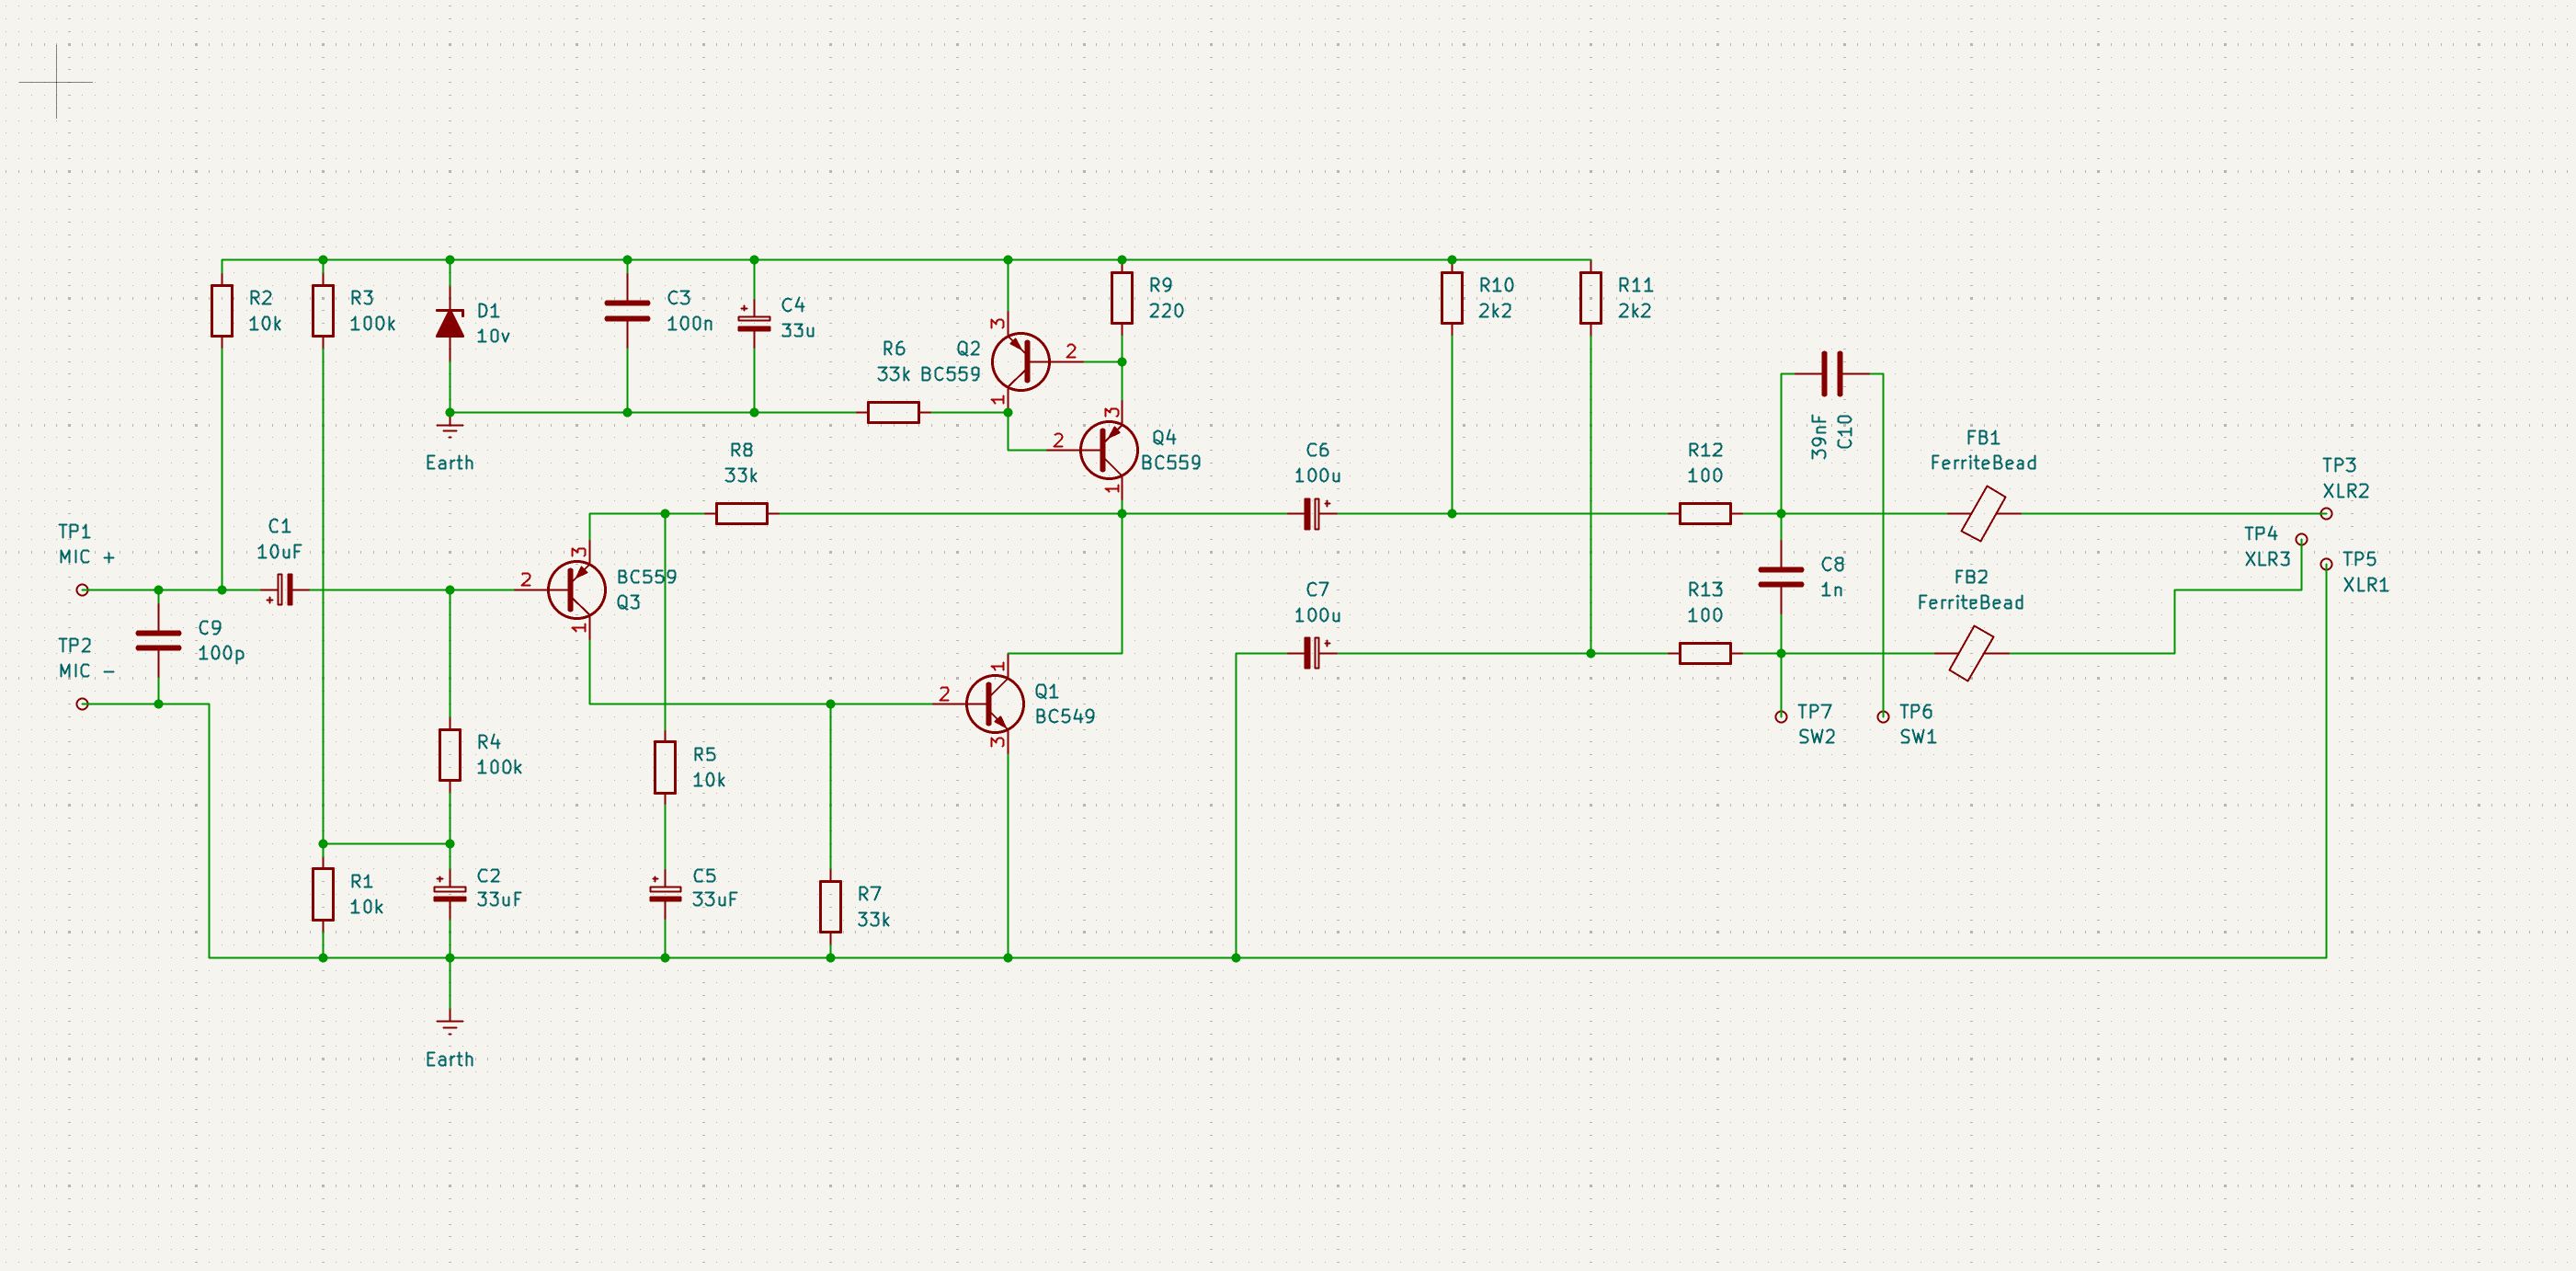 R2
10k
R3
100k
D1
10v
C3
100n
C4
33u
R6
33k
Q2
BC559
3
2
1
R9
220
R10
2k2
R11
2k2
Earth
R8
33k
3
2
1
Q4
BC559
C6
100u
R12
100
39nF
C10
FB1
FerriteBead
TP3
XLR2
TP4
XLR3
TP5
XLR1
TP1
MIC +
C1
10uF
+
3
2
1
BC559
Q3
C7
100u
R13
100
C8
1n
FB2
FerriteBead
C9
100p
TP2
MIC -
1
2
3
Q1
BC549
TP7
SW2
TP6
SW1
R4
100k
R5
10k
R1
10k
C2
33uF
C5
33uF
R7
33k
Earth